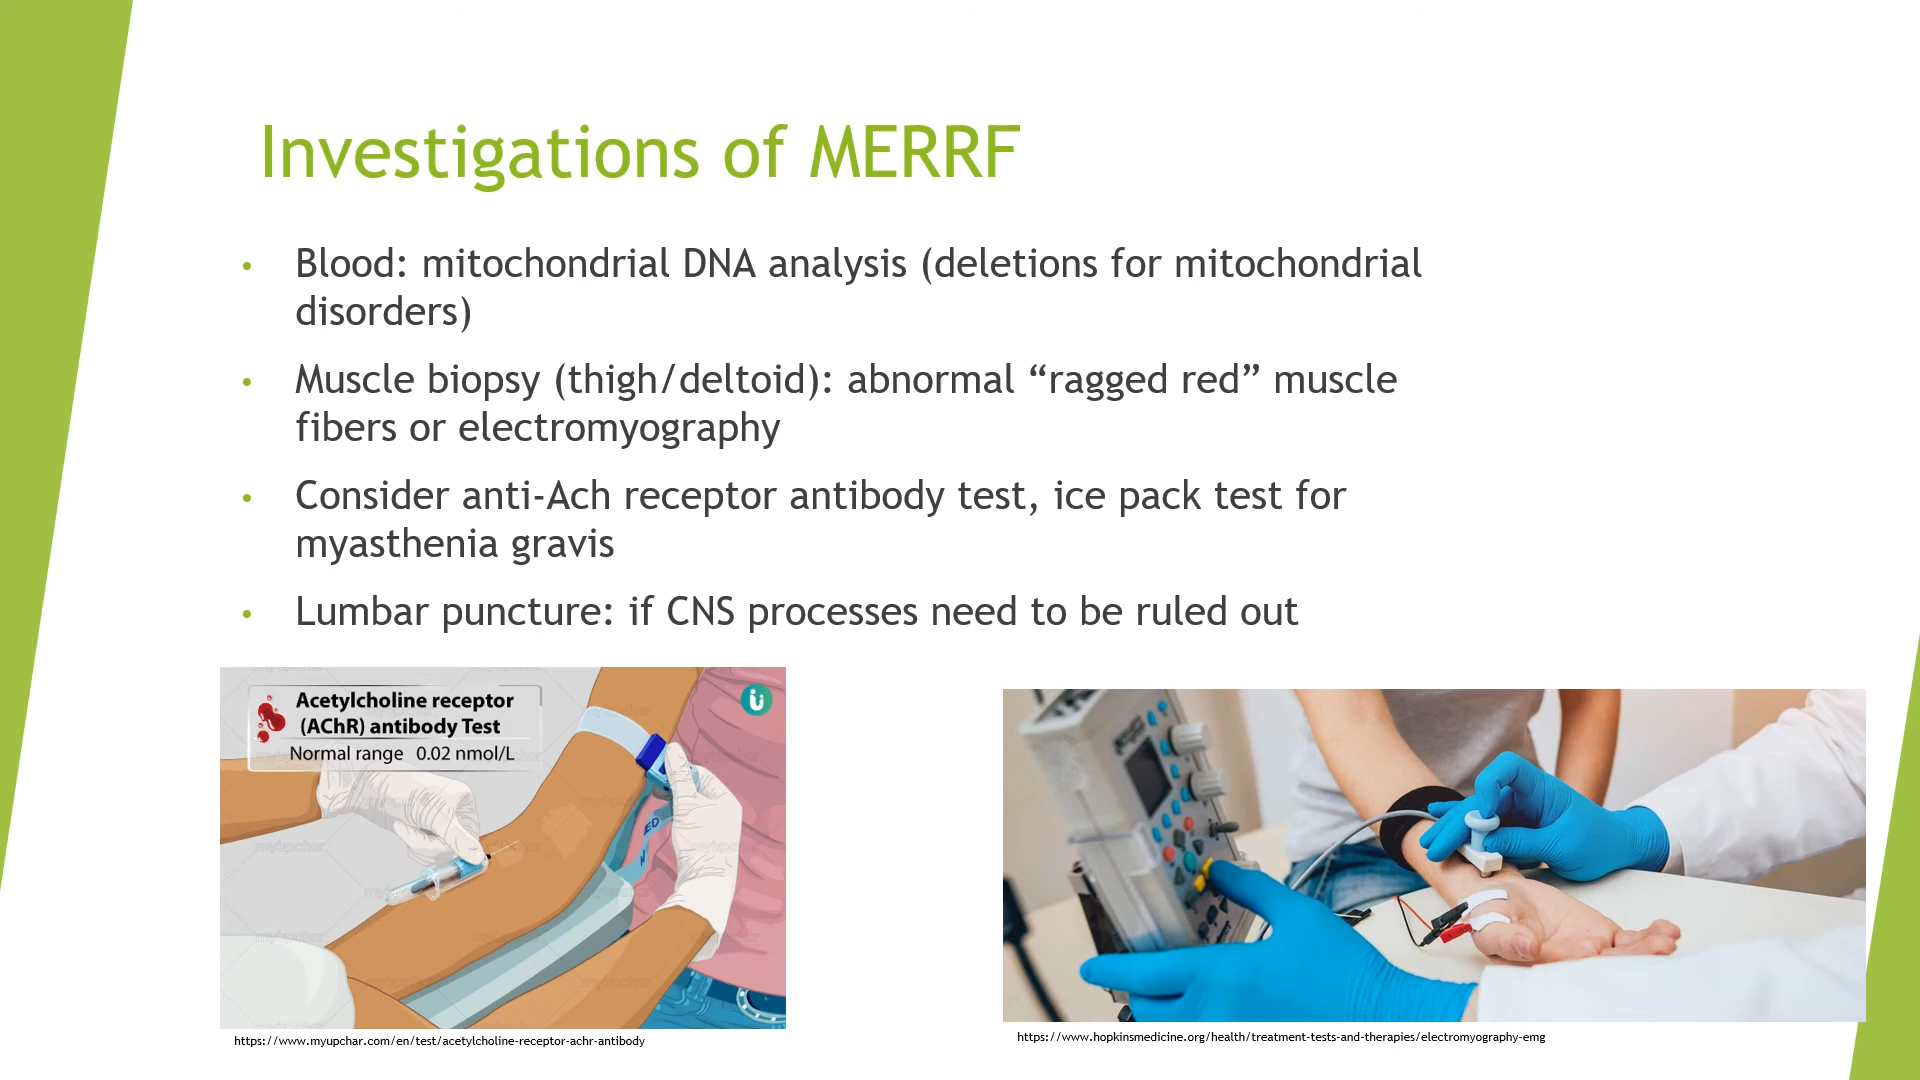 Investigations of MERRF
• Blood: mitochondrial DNA analysis (deletions for mitochondrial
disorders)
• Muscle biopsy (thigh/deltoid): abnormal “ragged red” muscle
fibers or electromyography
• Consider anti-Ach receptor antibody test, ice pack test for
myasthenia gravis
• Lumbar puncture: if CNS processes need to be ruled out
Acetylcholine receptor
(AChR) antibody Test
Normal range 0.02 nmol/L
https://www.myupchar.com/en/test/acetylcholine-receptor-achr-antibody
https://www.hopkinsmedicine.org/health/treatment-tests-and-therapies/electromyography-emg